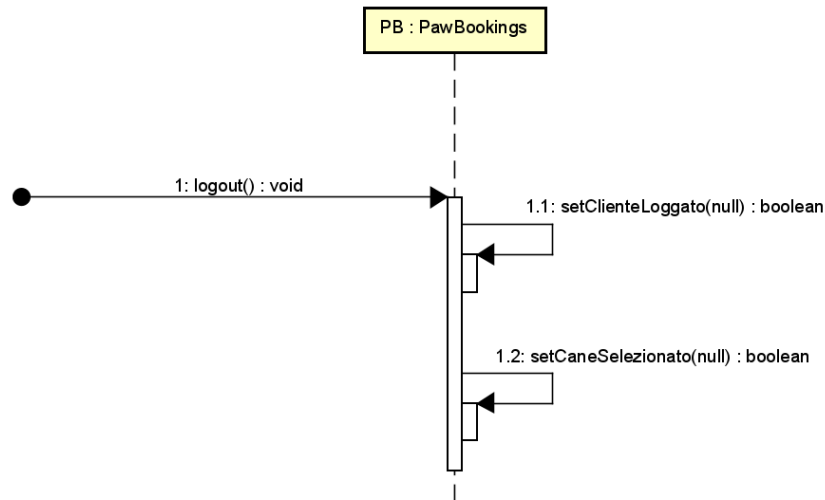 PB : PawBookings
1: logout() : void
1.1: setClienteLoggato(null) : boolean
1.2: setCaneSelezionato(null) : boolean